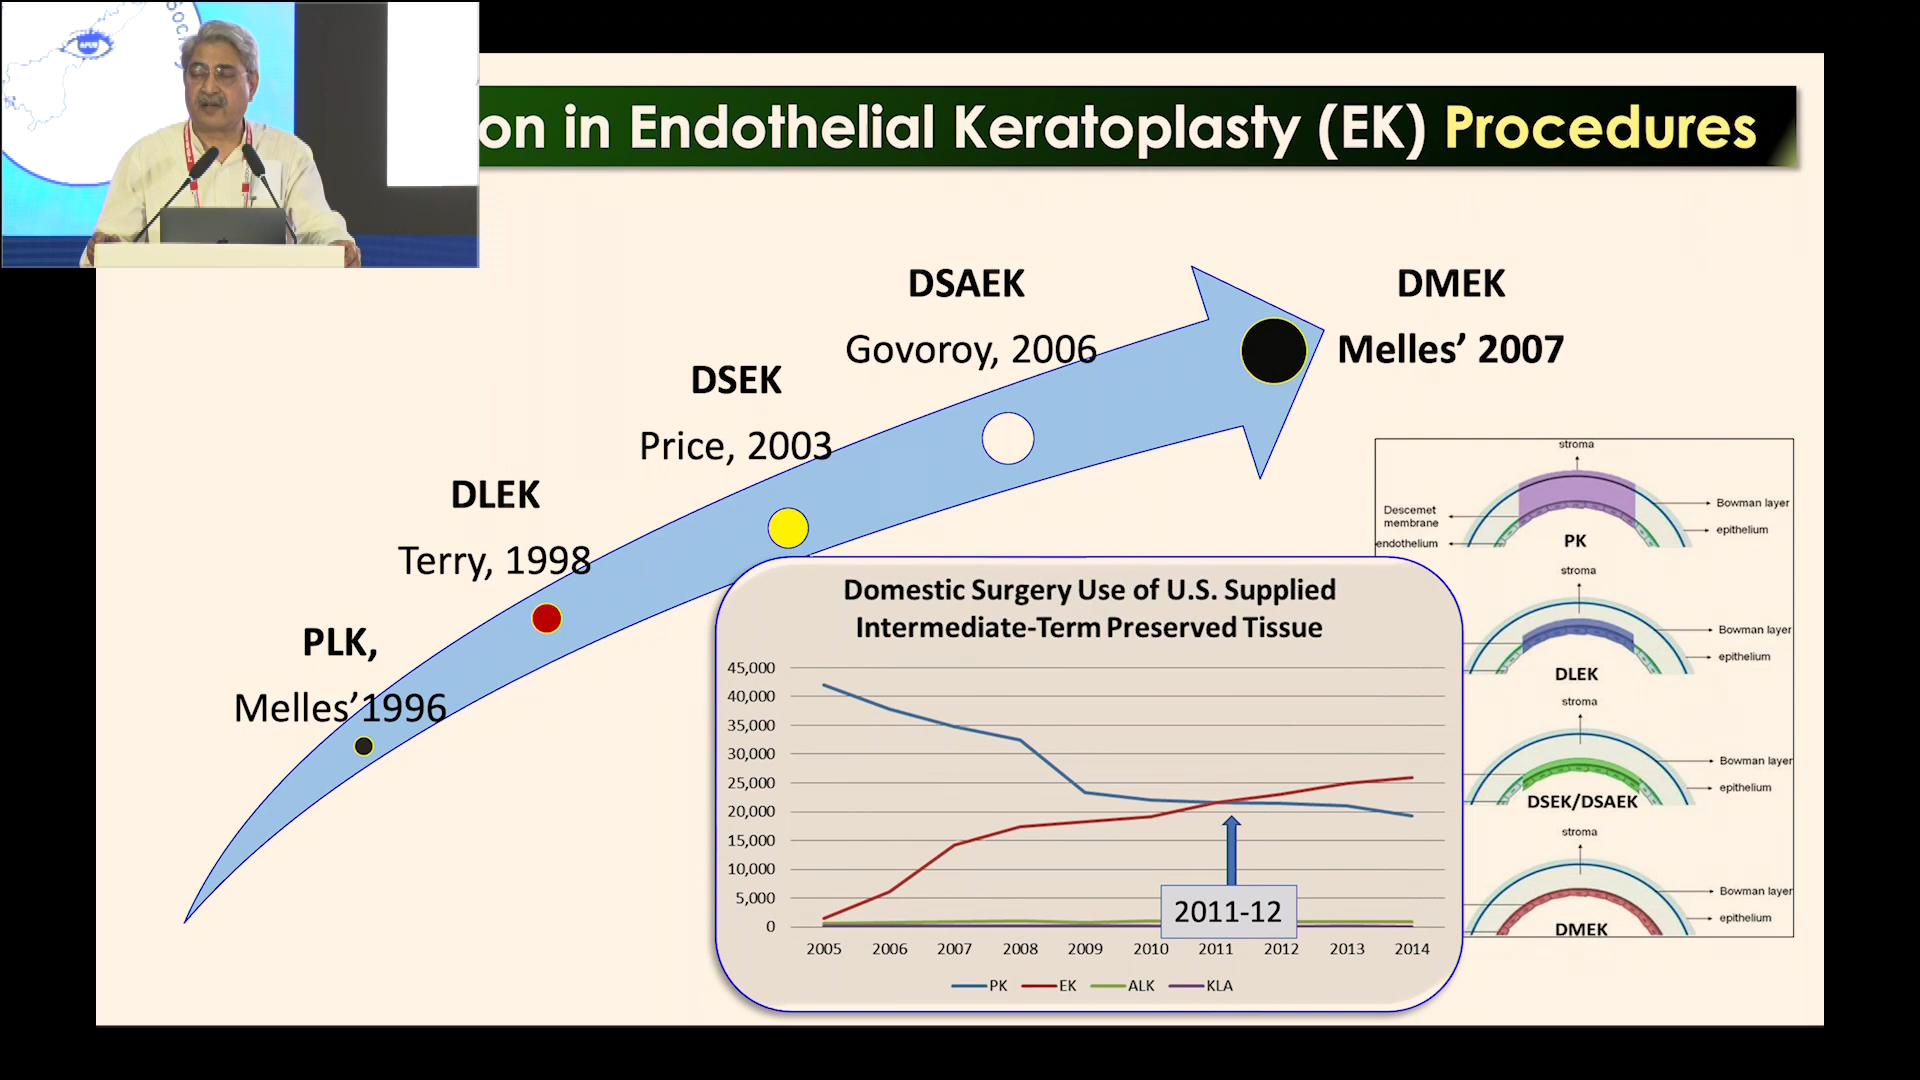 on in Endothelial Keratoplasty (EK) Procedures
DSAEK
Govoroy, 2006
DMEK
Melles’ 2007
DSEK
Price, 2003
DLEK
Terry, 1998
PLK,
Melles’1996
Domestic Surgery Use of U.S. Supplied
Intermediate-Term Preserved Tissue
45,000
40,000
35,000
30,000
25,000
20,000
15,000
10,000
5,000
0
2011-12
2005 2006 2007 2008 2009 2010 2011 2012 2013 2014
PK EK ALK KLA
stroma
Bowman layer
Descemet
membrane
epithelium
endothelium
PK
stroma
Bowman layer
epithelium
DLEK
stroma
Bowman layer
epithelium
DSEK/DSAEK
stroma
Bowman layer
epithelium
DMEK